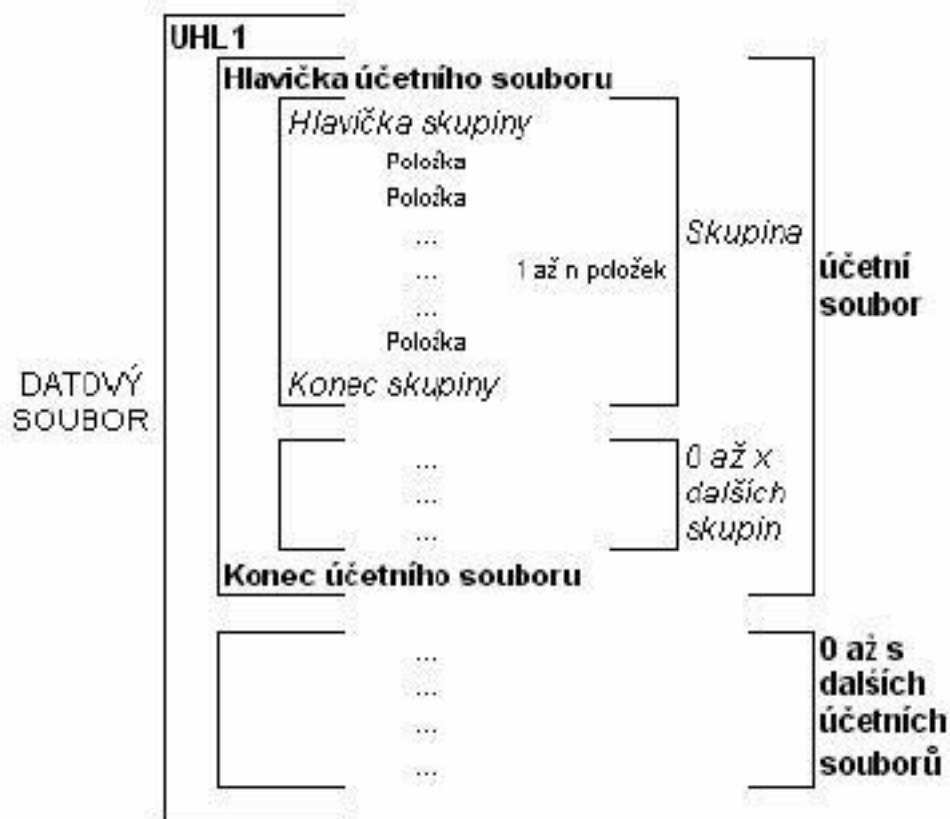 UHL1
Hlavička účetního souboru
Hlavička skupiny
Položka
Položka
...
...
...
Položka
1 až n položek
Konec skupiny
Skupina
účetní
soubor
DATOVÝ
SOUBOR
...
...
...
0 až x
dalších
skupin
Konec účetního souboru
...
...
...
...
0 až s
dalších
účetních
souborů